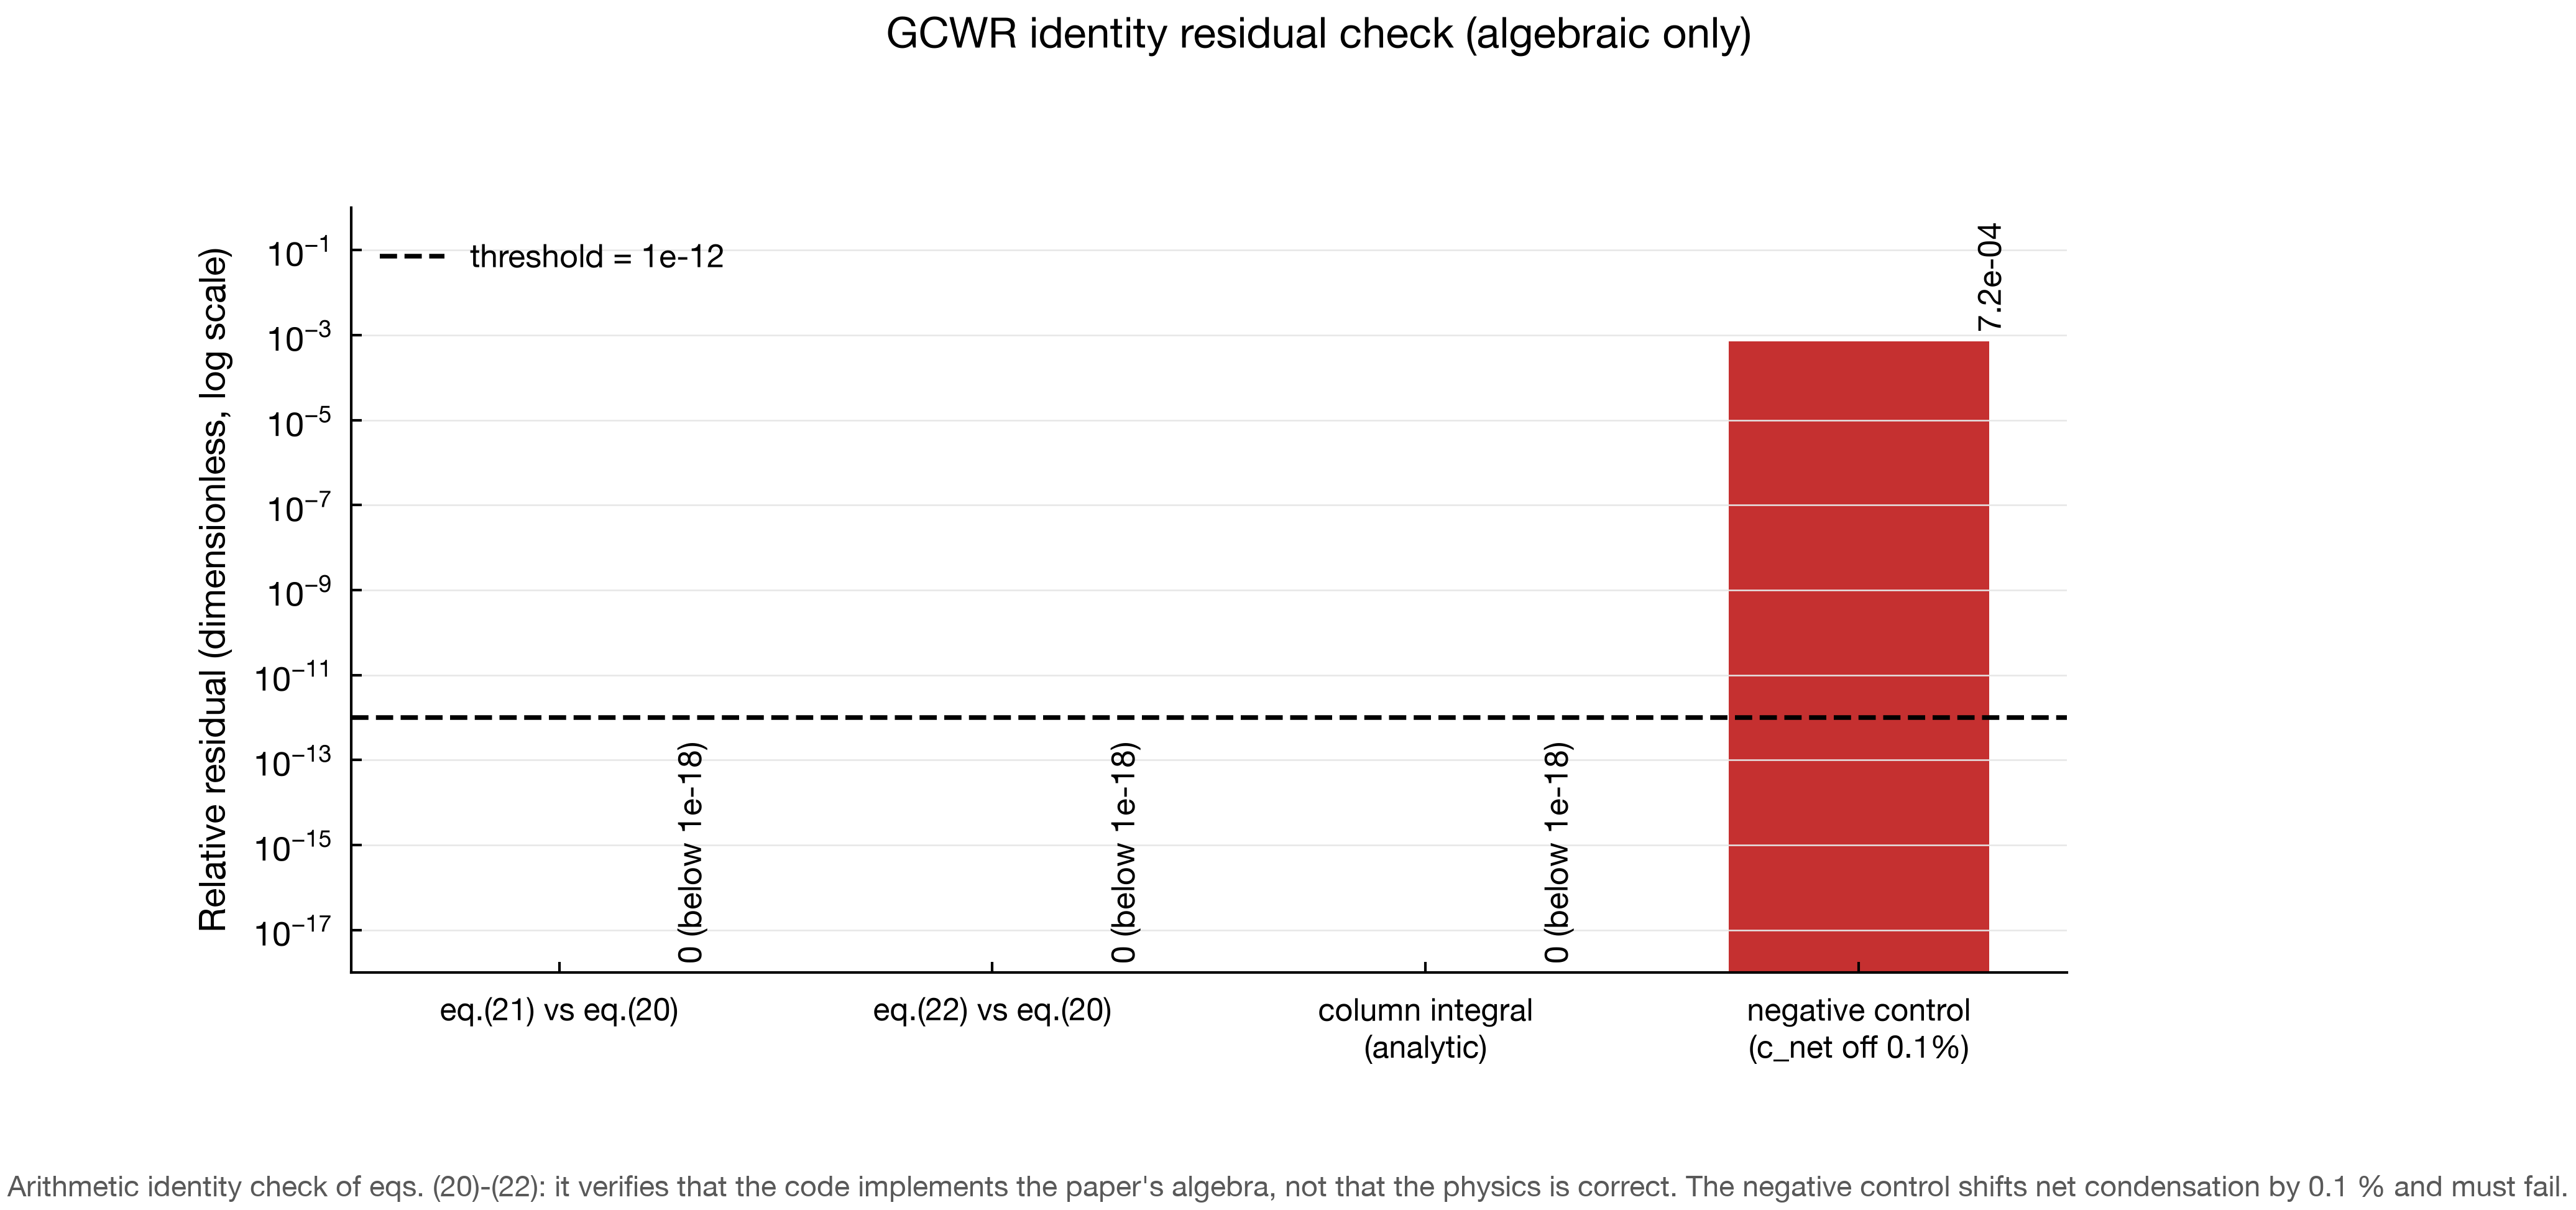 GCWR identity residual check (algebraic only)
Relative residual (dimensionless, log scale)
10⁻¹
10⁻³
10⁻⁵
10⁻⁷
10⁻⁹
10⁻¹¹
10⁻¹³
10⁻¹⁵
10⁻¹⁷
threshold = 1e-12
0 (below 1e-18)
0 (below 1e-18)
0 (below 1e-18)
7.2e-04
eq.(21) vs eq.(20)
eq.(22) vs eq.(20)
column integral
(analytic)
negative control
(c_net off 0.1%)
Arithmetic identity check of eqs. (20)-(22): it verifies that the code implements the paper's algebra, not that the physics is correct. The negative control shifts net condensation by 0.1 % and must fail.